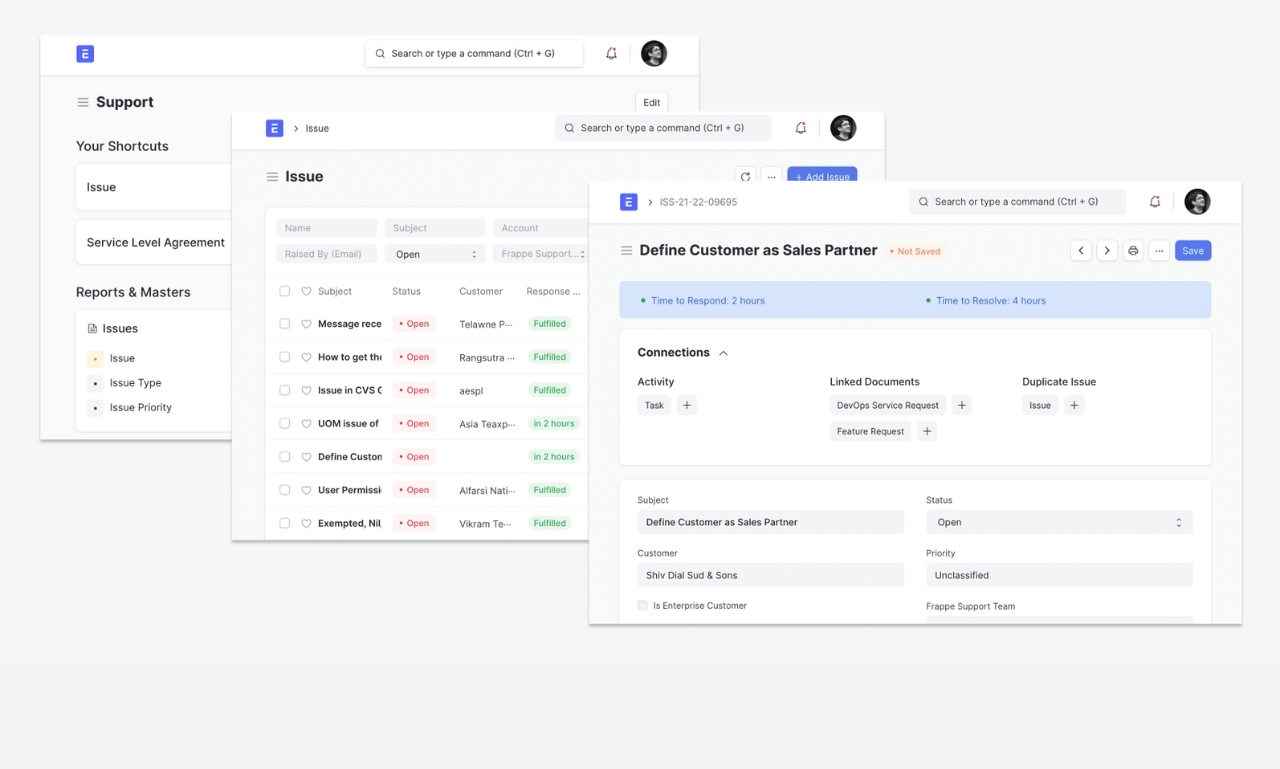 E
Search or type a command (Ctrl + G)
Support
Edit
Your Shortcuts
Issue
Service Level Agreement
Reports & Masters
Issues
Issue
Issue Type
Issue Priority
E > Issue
Search or type a command (Ctrl + G)
Issue
+ Add Issue
Name Subject Account
Raised By (Email) Open Frappe Support...
Subject Status Customer Response ...
Message rece • Open Telawne P... Fulfilled
How to get the • Open Rangsutra ... Fulfilled
Issue in CVS • Open aespl Fulfilled
UOM issue of • Open Asia Teaxp... in 2 hours
Define Custon • Open in 2 hours
User Permissi • Open Alfarsi Nati... Fulfilled
Exempted, Nil, • Open Vikram Te... Fulfilled
E > ISS-21-22-09695
Search or type a command (Ctrl + G)
Define Customer as Sales Partner • Not Saved
Save
• Time to Respond: 2 hours • Time to Resolve: 4 hours
Connections
Activity Linked Documents Duplicate Issue
Task + DevOps Service Request + Issue +
Feature Request +
Subject Status
Define Customer as Sales Partner Open
Customer Priority
Shiv Dial Sud & Sons Unclassified
Is Enterprise Customer Frappe Support Team